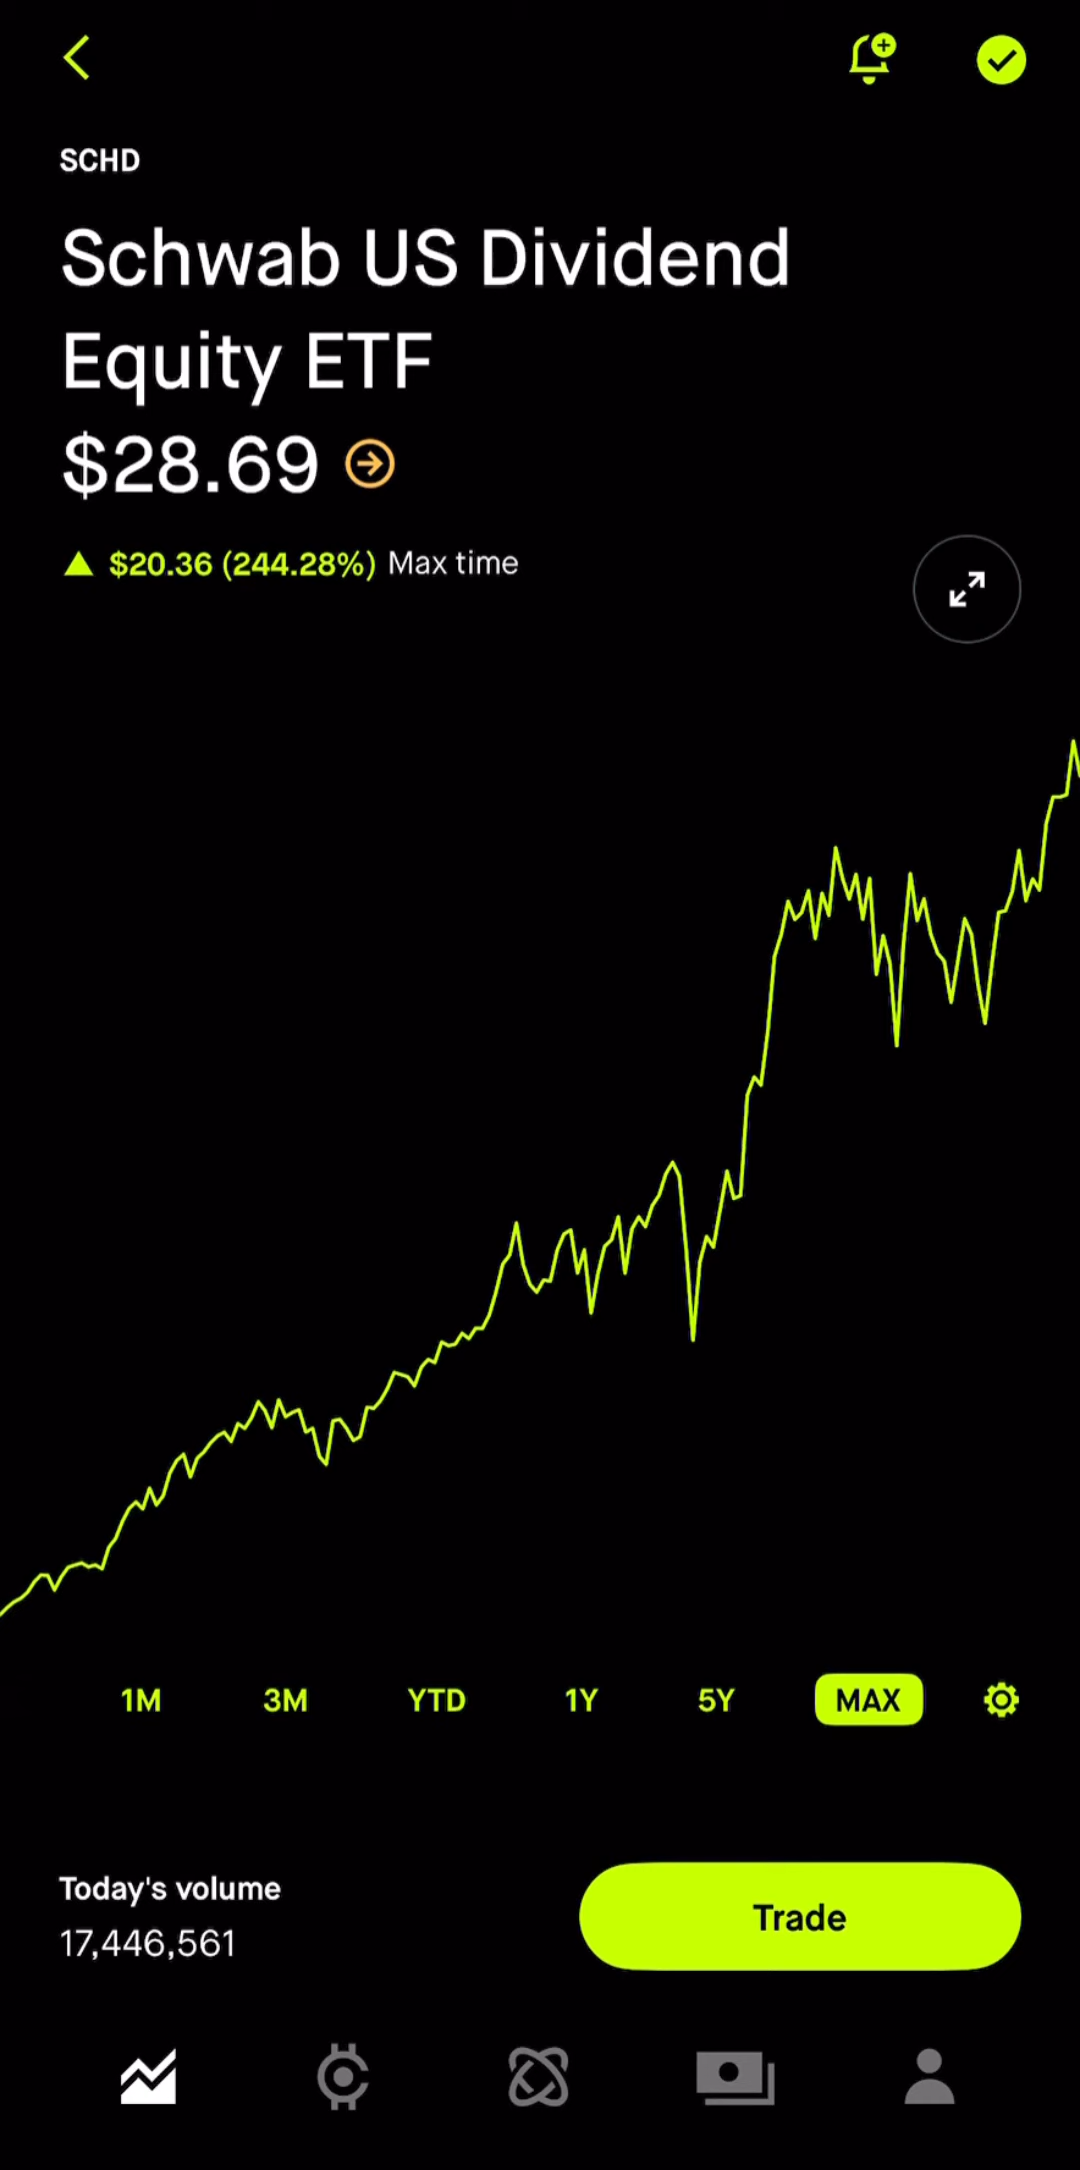 SCHD
Schwab US Dividend
Equity ETF
$28.69
$20.36 (244.28%) Max time
1M 3M YTD 1Y 5Y MAX
Today's volume
17,446,561
Trade